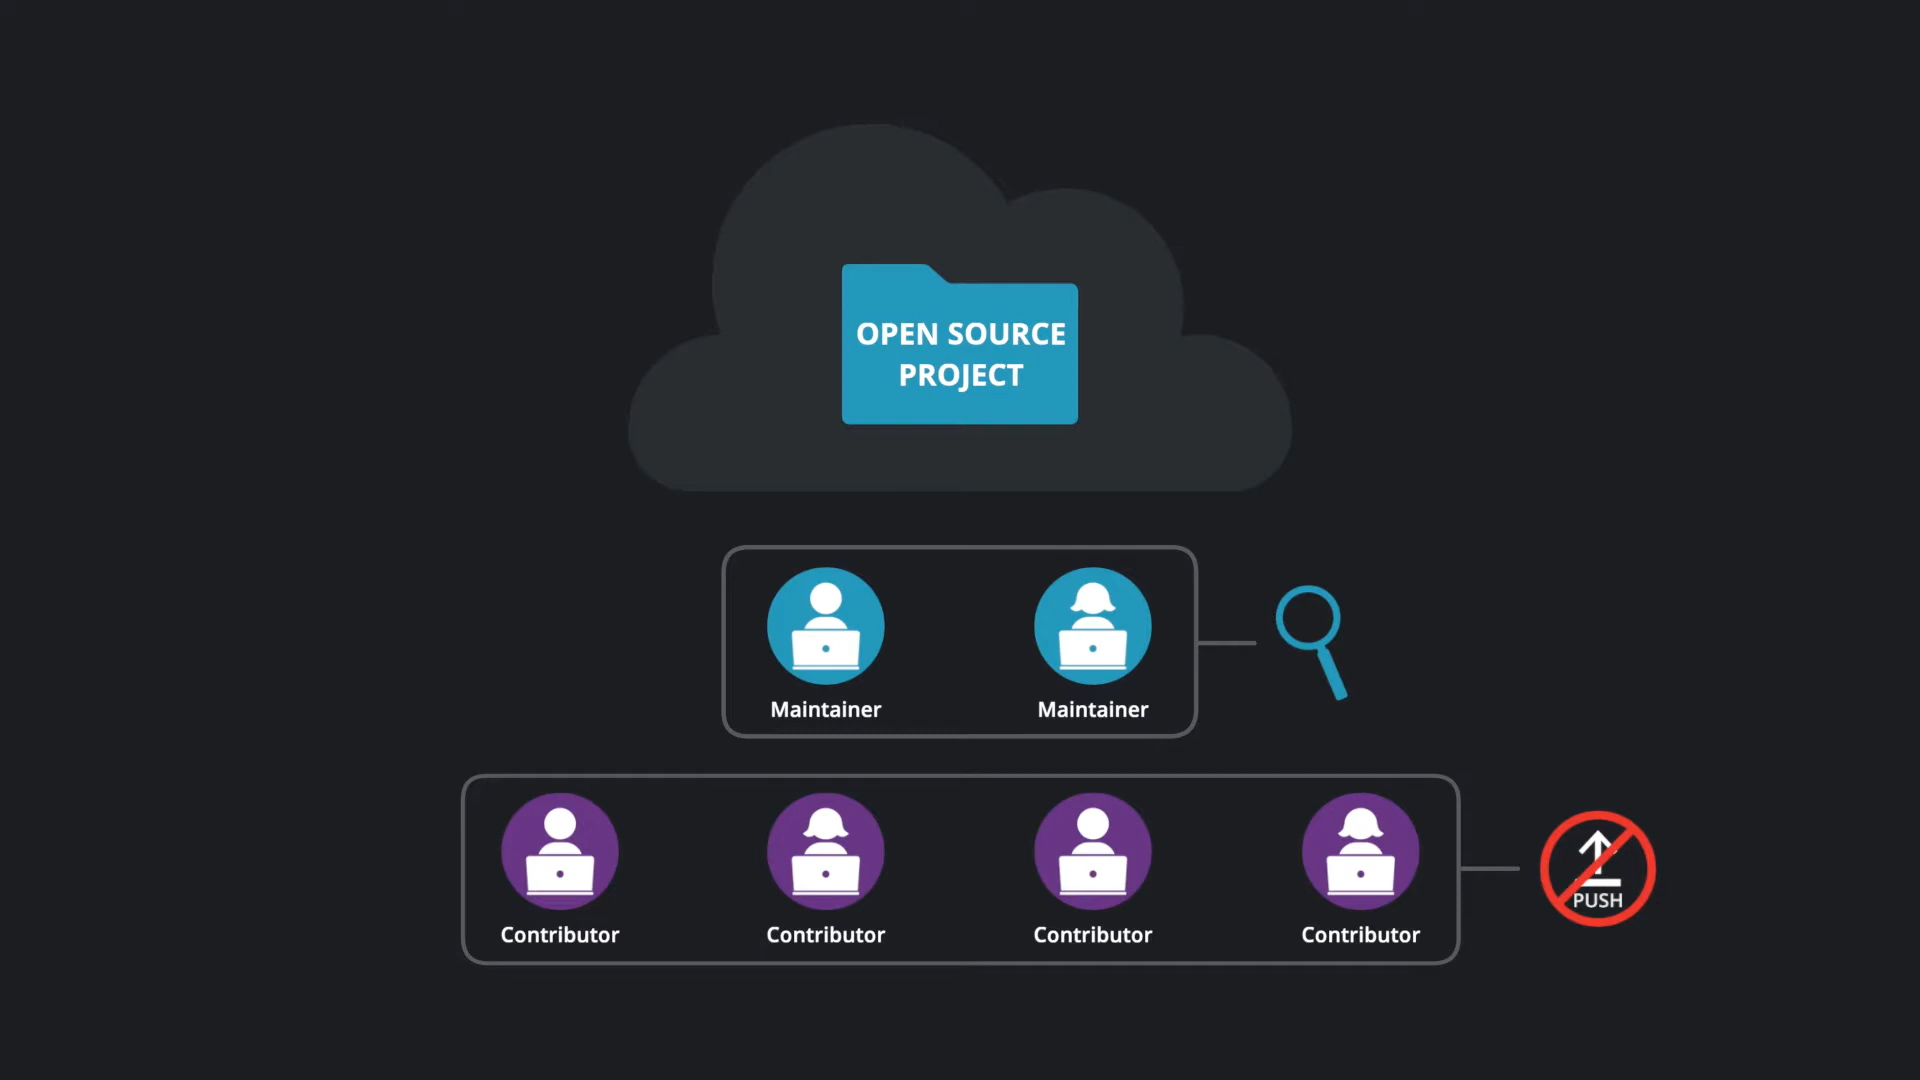 OPEN SOURCE
PROJECT
Maintainer
Maintainer
Contributor
Contributor
Contributor
Contributor
PUSH